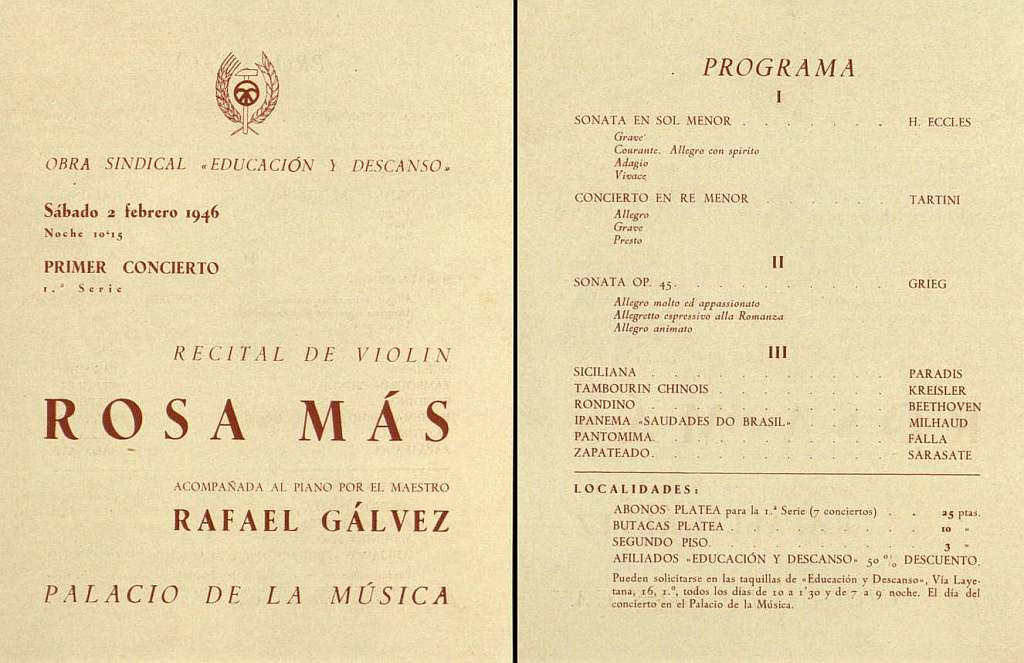 OBRA SINDICAL «EDUCACIÓN Y DESCANSO»
Sábado 2 febrero 1946
Noche 10'15
PRIMER CONCIERTO
1.ª Serie
RECITAL DE VIOLIN
ROSA MÁS
ACOMPAÑADA AL PIANO POR EL MAESTRO
RAFAEL GÁLVEZ
PALACIO DE LA MÚSICA
PROGRAMA
I
SONATA EN SOL MENOR . . . . . . . H. ECCLES
Grave
Courante. Allegro con spirito
Adagio
Vivace
CONCIERTO EN RE MENOR . . . . . . TARTINI
Allegro
Grave
Presto
II
SONATA OP. 45 . . . . . . . . . . GRIEG
Allegro molto ed appassionato
Allegretto espressivo alla Romanza
Allegro animato
III
SICILIANA . . . . . . . . . . . PARADIS
TAMBOURIN CHINOIS . . . . . . . . KREISLER
RONDINO . . . . . . . . . . . BEETHOVEN
IPANEMA «SAUDADES DO BRASIL» . . . . . MILHAUD
PANTOMIMA. . . . . . . . . . . FALLA
ZAPATEADO. . . . . . . . . . . SARASATE
LOCALIDADES:
ABONOS PLATEA para la 1.ª Serie (7 conciertos) . . 25 ptas.
BUTACAS PLATEA . . . . . . . . . 10 »
SEGUNDO PISO. . . . . . . . . . 3 »
AFILIADOS «EDUCACIÓN Y DESCANSO» 50 % DESCUENTO.
Pueden solicitarse en las taquillas de «Educación y Descanso», Vía Laye-
tana, 16, 1.º, todos los días de 10 a 1'30 y de 7 a 9 noche. El día del
concierto en el Palacio de la Música.